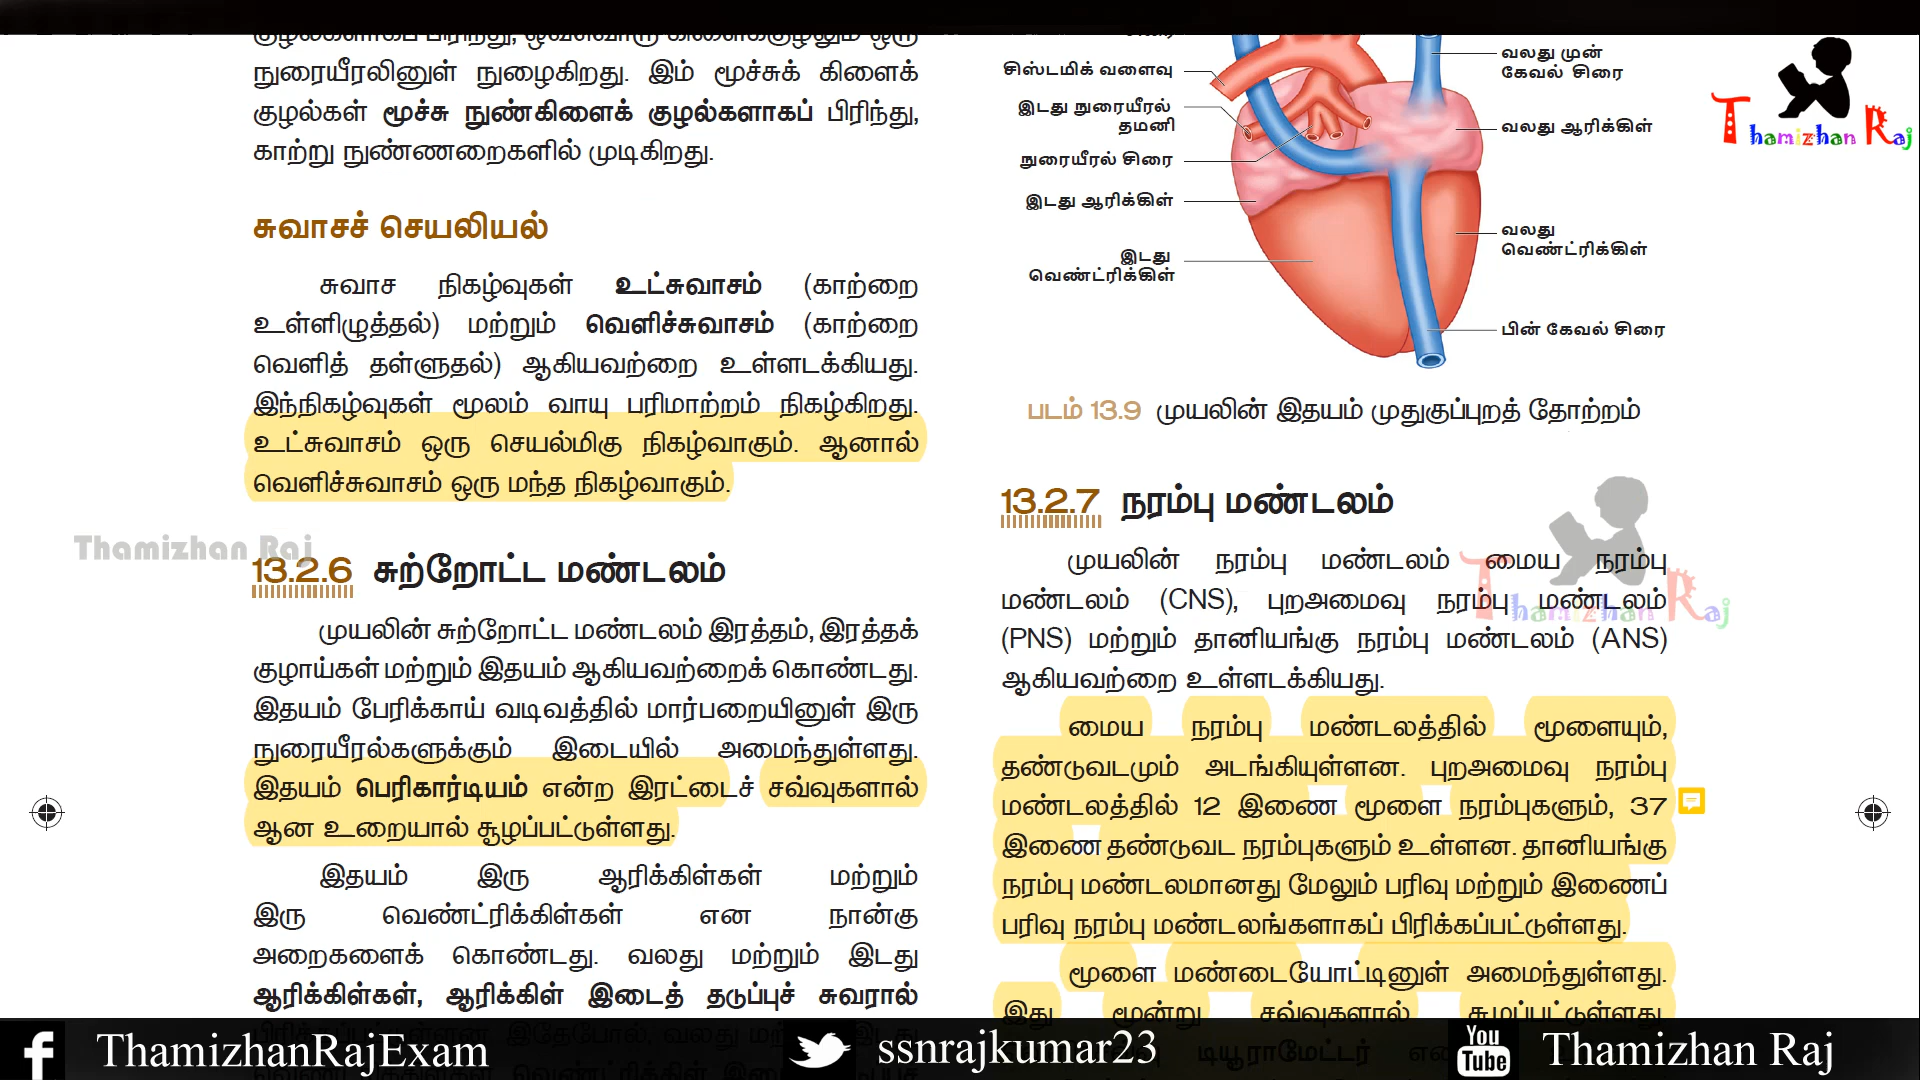 நுரையீரலினுள் நுழைகிறது. இம் மூச்சுக் கிளைக்
குழல்கள் மூச்சு நுண்கிளைக் குழல்களாகப் பிரிந்து,
காற்று நுண்ணறைகளில் முடிகிறது.
சுவாசச் செயலியல்
சுவாச நிகழ்வுகள் உட்சுவாசம் (காற்றை
உள்ளிழுத்தல்) மற்றும் வெளிச்சுவாசம் (காற்றை
வெளித் தள்ளுதல்) ஆகியவற்றை உள்ளடக்கியது.
இந்நிகழ்வுகள் மூலம் வாயு பரிமாற்றம் நிகழ்கிறது.
உட்சுவாசம் ஒரு செயல்மிகு நிகழ்வாகும். ஆனால்
வெளிச்சுவாசம் ஒரு மந்த நிகழ்வாகும்.
Thamizhan Raj
13.2.6 சுற்றோட்ட மண்டலம்
முயலின் சுற்றோட்ட மண்டலம் இரத்தம், இரத்தக்
குழாய்கள் மற்றும் இதயம் ஆகியவற்றைக் கொண்டது.
இதயம் பேரிக்காய் வடிவத்தில் மார்பறையினுள் இரு
நுரையீரல்களுக்கும் இடையில் அமைந்துள்ளது.
இதயம் பெரிகார்டியம் என்ற இரட்டைச் சவ்வுகளால்
ஆன உறையால் சூழப்பட்டுள்ளது.
இதயம் இரு ஆரிக்கிள்கள் மற்றும்
இரு வெண்ட்ரிக்கிள்கள் என நான்கு
அறைகளைக் கொண்டது. வலது மற்றும் இடது
ஆரிக்கிள்கள், ஆரிக்கிள் இடைத் தடுப்புச் சுவரால்
சிஸ்டமிக் வளைவு
இடது நுரையீரல்
தமனி
நுரையீரல் சிரை
இடது ஆரிக்கிள்
இடது
வெண்ட்ரிக்கிள்
வலது முன்
கேவல் சிரை
வலது ஆரிக்கிள்
வலது
வெண்ட்ரிக்கிள்
பின் கேவல் சிரை
படம் 13.9 முயலின் இதயம் முதுகுப்புறத் தோற்றம்
13.2.7 நரம்பு மண்டலம்
முயலின் நரம்பு மண்டலம் மைய நரம்பு
மண்டலம் (CNS), புறஅமைவு நரம்பு மண்டலம்
(PNS) மற்றும் தானியங்கு நரம்பு மண்டலம் (ANS)
ஆகியவற்றை உள்ளடக்கியது.
மைய நரம்பு மண்டலத்தில் மூளையும்,
தண்டுவடமும் அடங்கியுள்ளன. புறஅமைவு நரம்பு
மண்டலத்தில் 12 இணை மூளை நரம்புகளும், 37
இணை தண்டுவட நரம்புகளும் உள்ளன. தானியங்கு
நரம்பு மண்டலமானது மேலும் பரிவு மற்றும் இணைப்
பரிவு நரம்பு மண்டலங்களாகப் பிரிக்கப்பட்டுள்ளது.
மூளை மண்டையோட்டினுள் அமைந்துள்ளது.
இது மூன்று சவ்வுகளால் சூழப்பட்டுள்ளது.
Thamizhan Raj
Thamizhan Raj
ThamizhanRajExam
ssnrajkumar23
You Tube
Thamizhan Raj